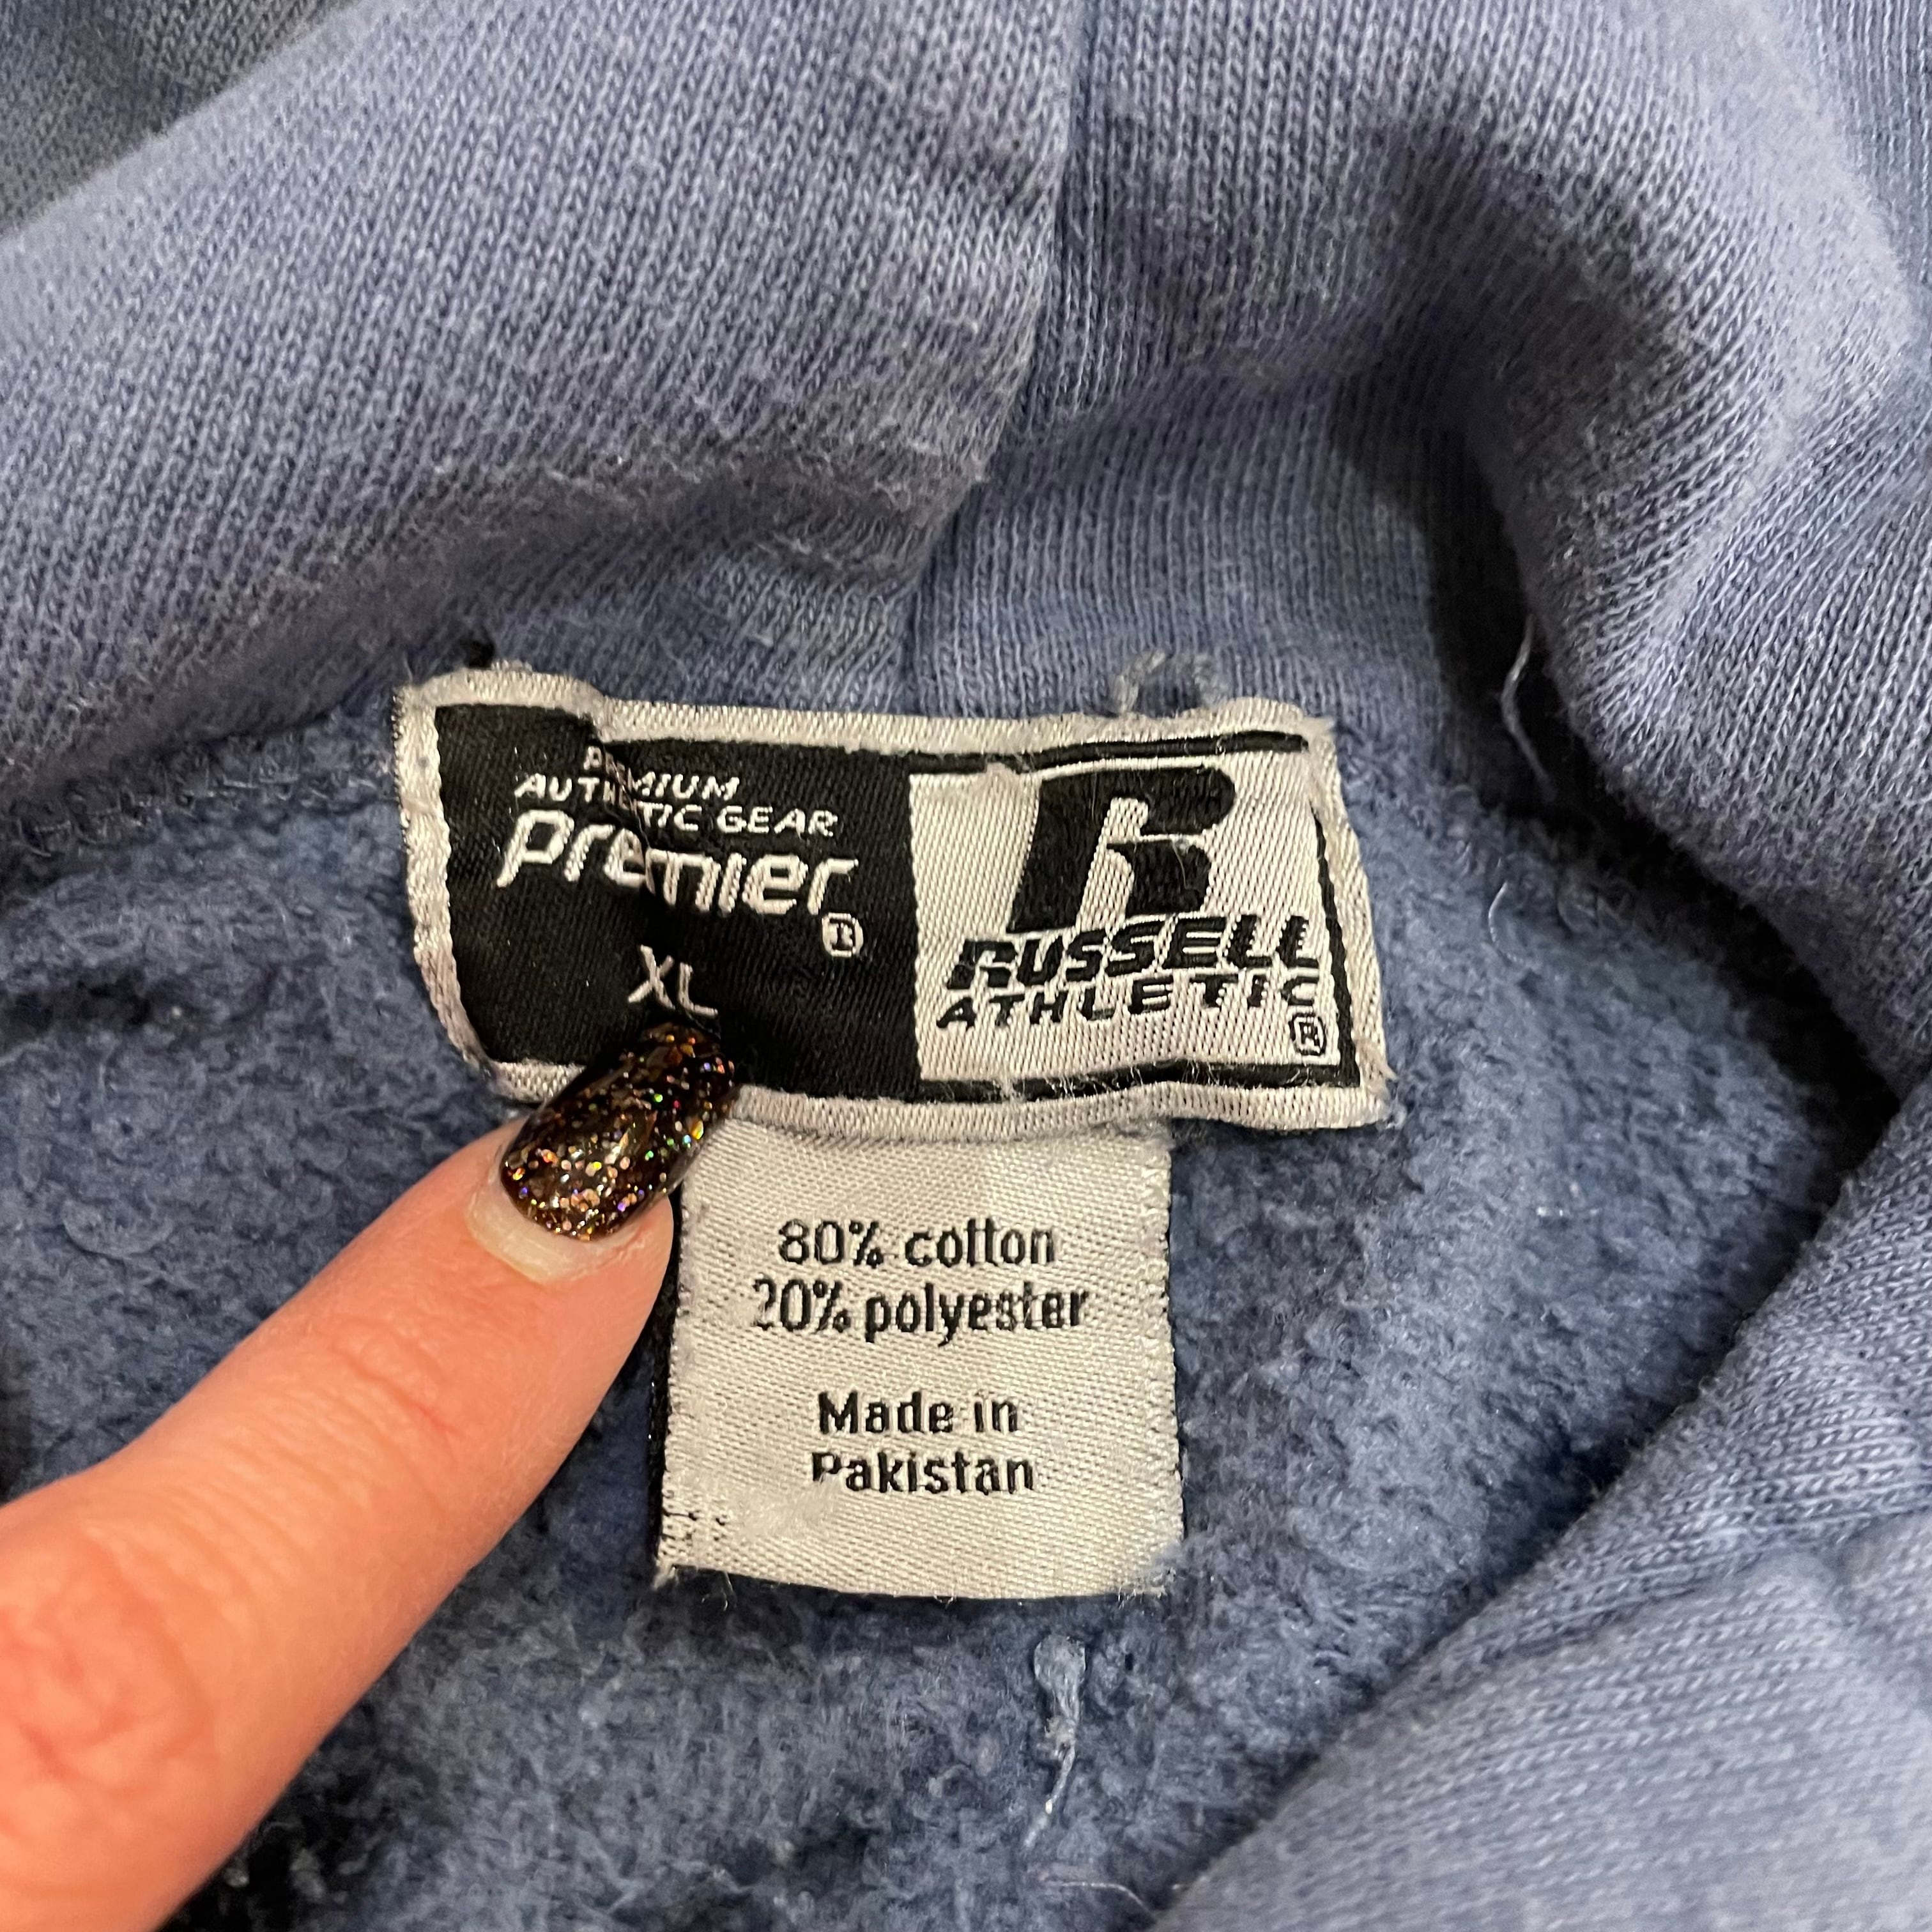 PREMIUM
AUTHENTIC GEAR
premier®
XL
R
RUSSELL
ATHLETIC®
80% cotton
20% polyester
Made in
Pakistan